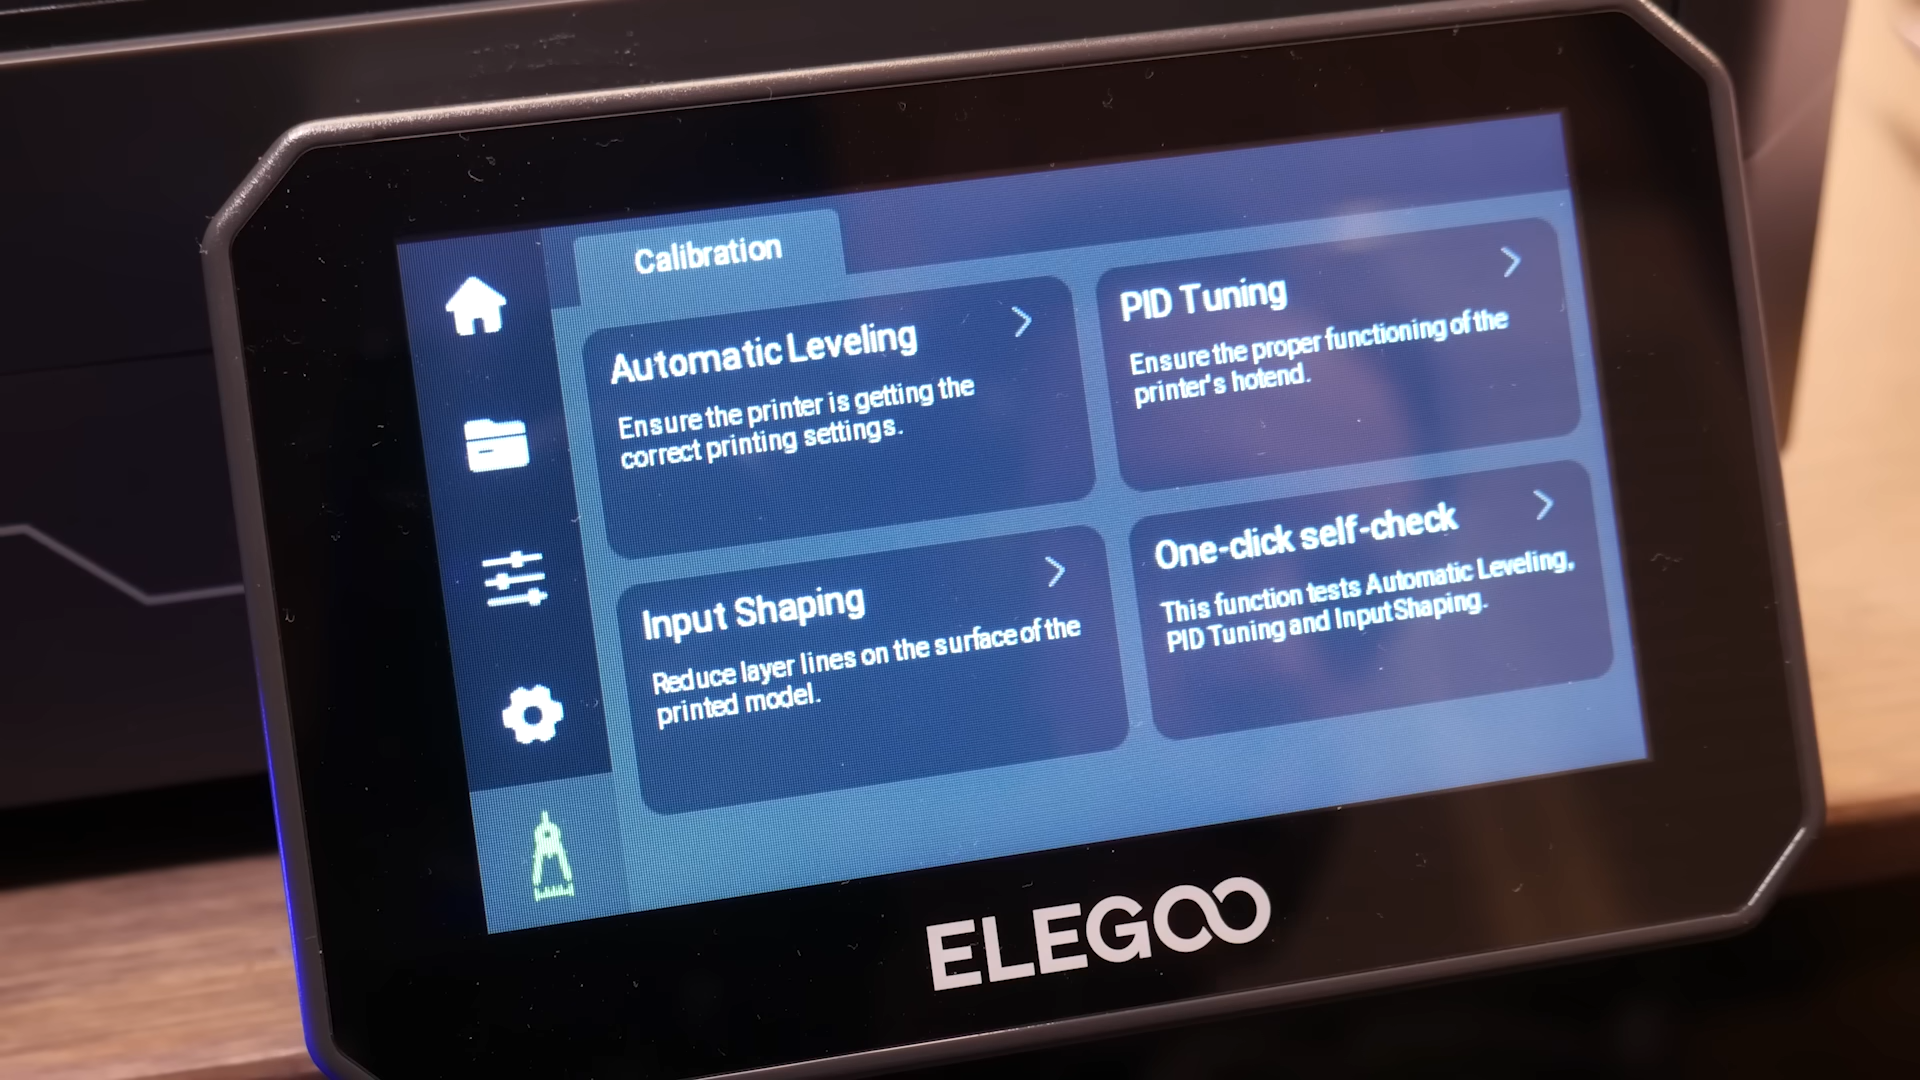 Calibration
Automatic Leveling
Ensure the printer is getting the
correct printing settings.
PID Tuning
Ensure the proper functioning of the
printer's hotend.
Input Shaping
Reduce layer lines on the surface of the
printed model.
One-click self-check
This function tests Automatic Leveling,
PID Tuning and Input Shaping.
ELEGOO